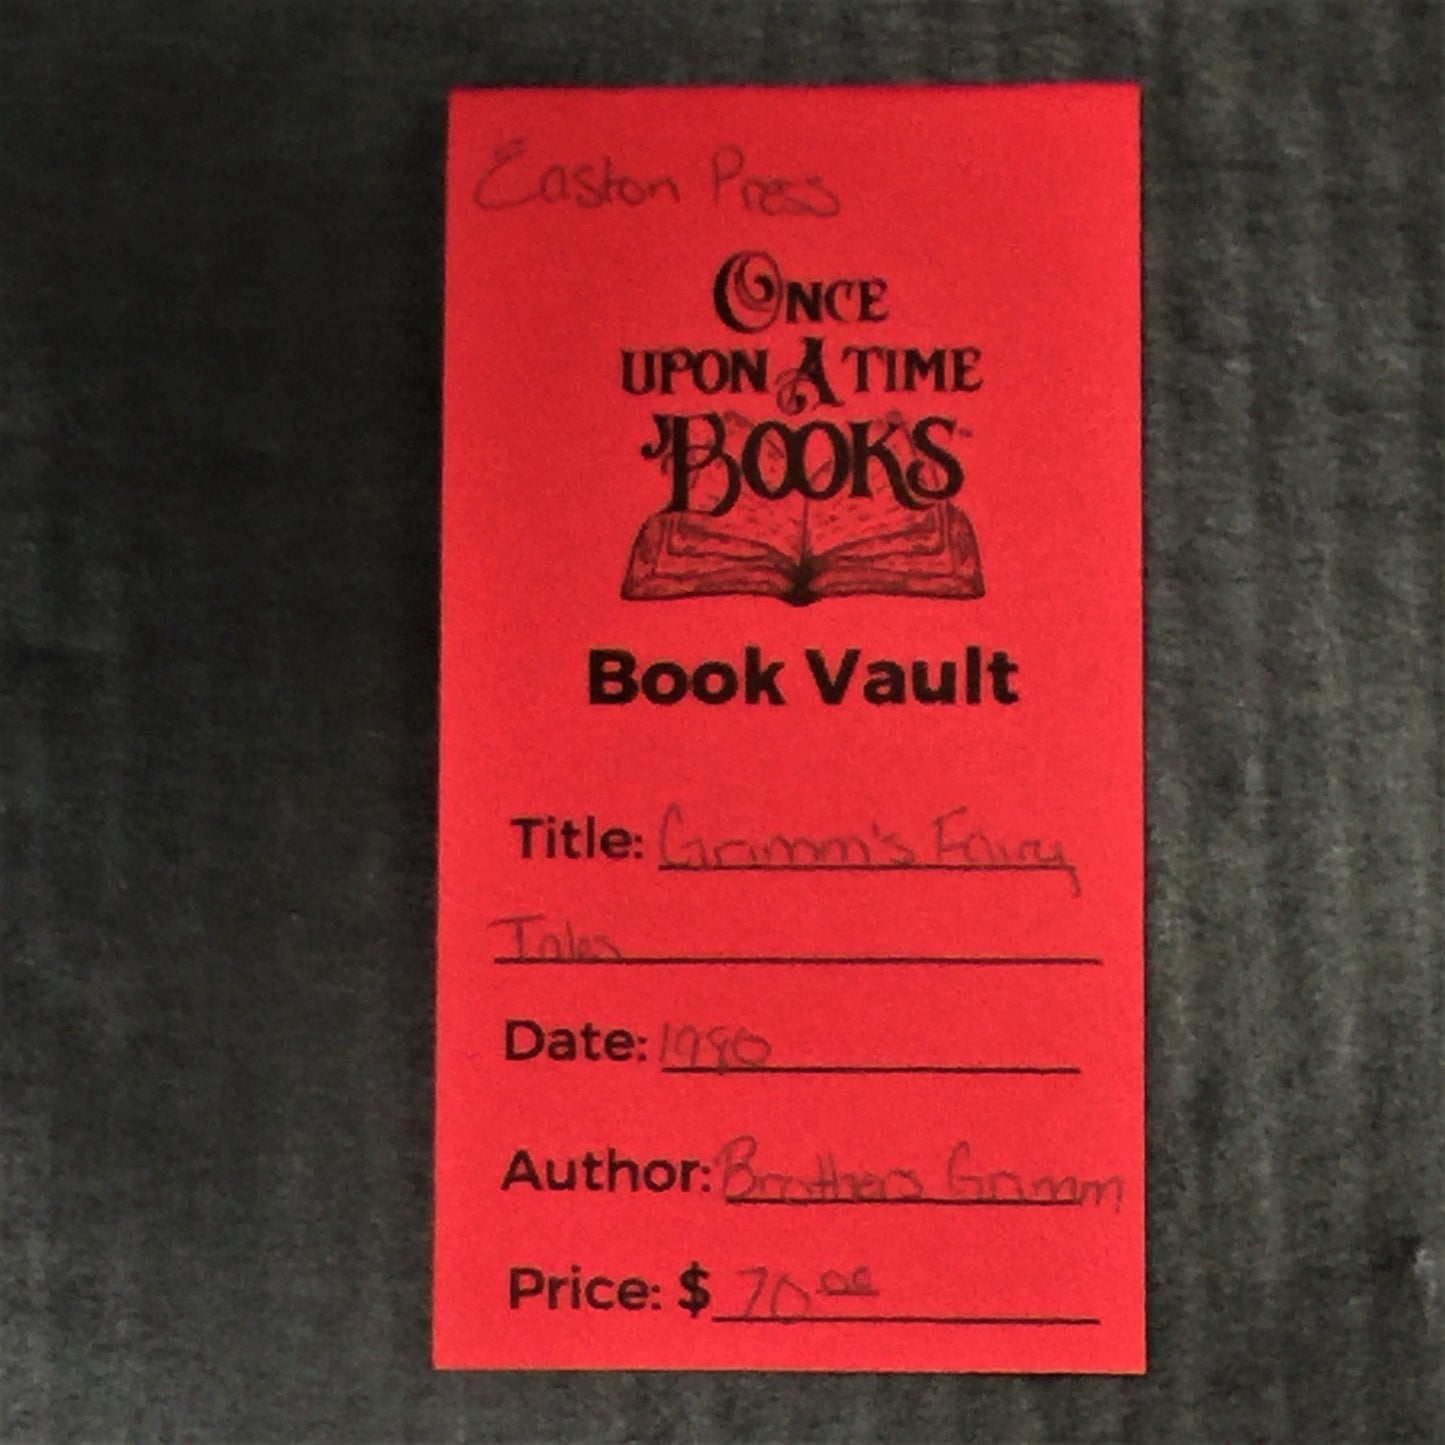 Easton Press
ONCE
UPON A TIME
BOOKS
Book Vault
Title: Grimm's Fairy
Tales
Date: 1980
Author: Brothers Grimm
Price: $ 70 00